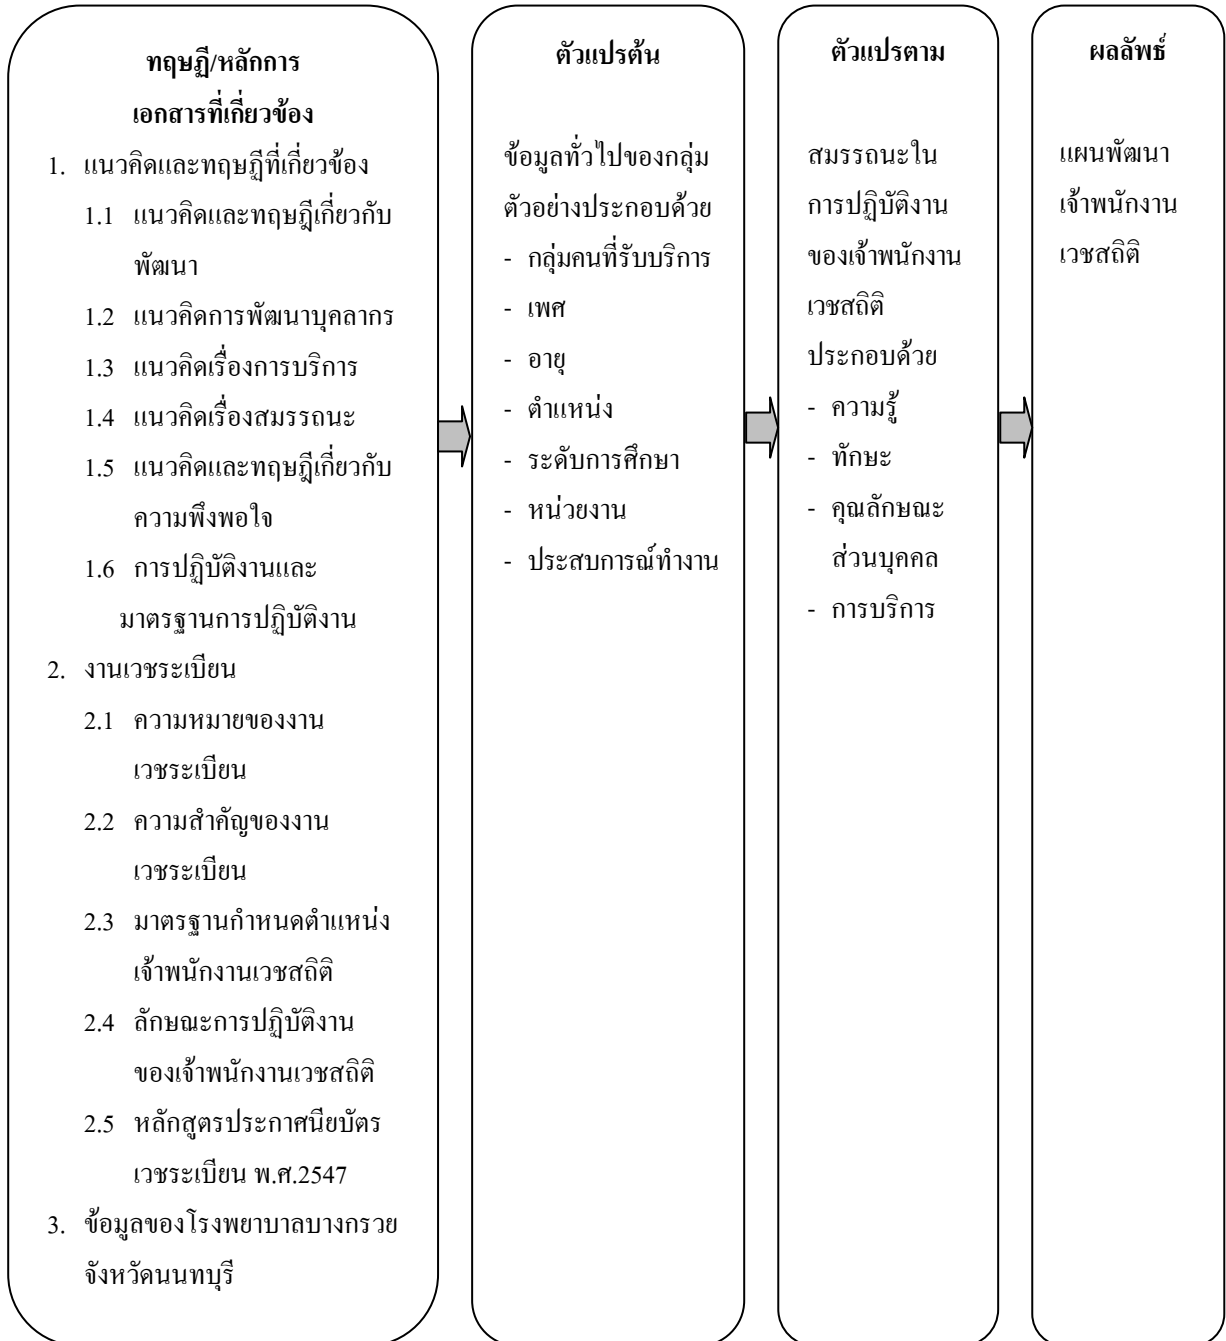 ทฤษฎี/หลักการ
เอกสารที่เกี่ยวข้อง
1. แนวคิดและทฤษฎีที่เกี่ยวข้อง
1.1 แนวคิดและทฤษฎีเกี่ยวกับ
พัฒนา
1.2 แนวคิดการพัฒนาบุคลากร
1.3 แนวคิดเรื่องการบริการ
1.4 แนวคิดเรื่องสมรรถนะ
1.5 แนวคิดและทฤษฎีเกี่ยวกับ
ความพึงพอใจ
1.6 การปฏิบัติงานและ
มาตรฐานการปฏิบัติงาน
2. งานเวชระเบียน
2.1 ความหมายของงาน
เวชระเบียน
2.2 ความสำคัญของงาน
เวชระเบียน
2.3 มาตรฐานกำหนดตำแหน่ง
เจ้าพนักงานเวชสถิติ
2.4 ลักษณะการปฏิบัติงาน
ของเจ้าพนักงานเวชสถิติ
2.5 หลักสูตรประกาศนียบัตร
เวชระเบียน พ.ศ.2547
3. ข้อมูลของโรงพยาบาลบางกรวย
จังหวัดนนทบุรี
ตัวแปรต้น
ข้อมูลทั่วไปของกลุ่ม
ตัวอย่างประกอบด้วย
- กลุ่มคนที่รับบริการ
- เพศ
- อายุ
- ตำแหน่ง
- ระดับการศึกษา
- หน่วยงาน
- ประสบการณ์ทำงาน
ตัวแปรตาม
สมรรถนะใน
การปฏิบัติงาน
ของเจ้าพนักงาน
เวชสถิติ
ประกอบด้วย
- ความรู้
- ทักษะ
- คุณลักษณะ
ส่วนบุคคล
- การบริการ
ผลลัพธ์
แผนพัฒนา
เจ้าพนักงาน
เวชสถิติ